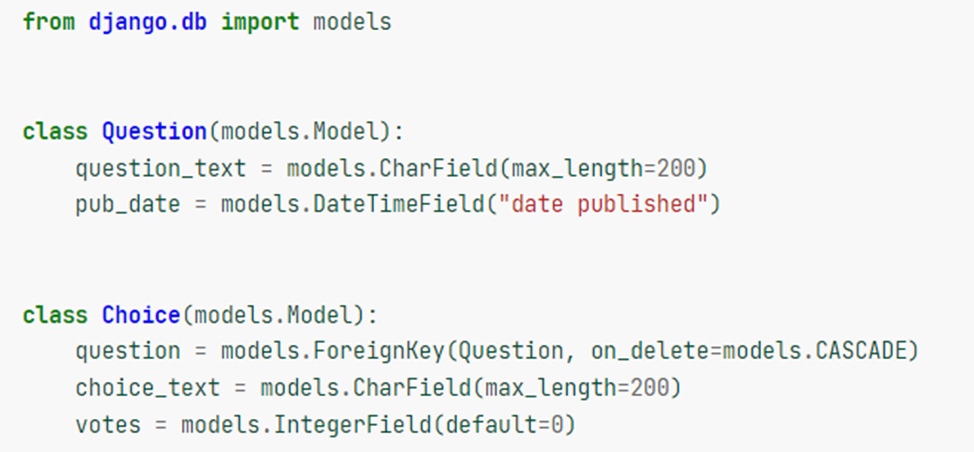 from django.db import models
class Question(models.Model):
    question_text = models.CharField(max_length=200)
    pub_date = models.DateTimeField("date published")
class Choice(models.Model):
    question = models.ForeignKey(Question, on_delete=models.CASCADE)
    choice_text = models.CharField(max_length=200)
    votes = models.IntegerField(default=0)